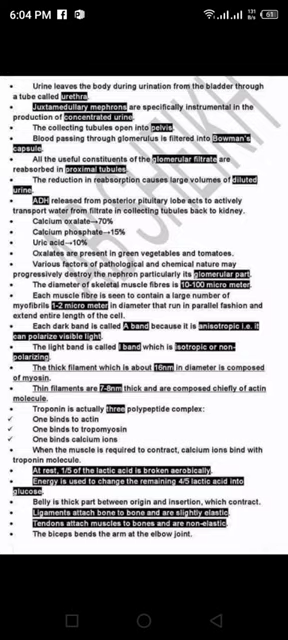 6:04 PM
131 B/s
61
• Urine leaves the body during urination from the bladder through
a tube called urethra.
• Juxtamedullary mephrons are specifically instrumental in the
production of concentrated urine.
• The collecting tubules open into pelvis.
• Blood passing through glomerulus is filtered into Bowman's
capsule.
• All the useful constituents of the glomerular filtrate are
reabsorbed in proximal tubules.
• The reduction in reabsorption causes large volumes of diluted
urine.
• ADH released from posterior pituitary lobe acts to actively
transport water from filtrate in collecting tubules back to kidney.
• Calcium oxalate→70%
• Calcium phosphate→15%
• Uric acid→10%
• Oxalates are present in green vegetables and tomatoes.
• Various factors of pathological and chemical nature may
progressively destroy the nephron particularly its glomerular part.
• The diameter of skeletal muscle fibres is 10-100 micro meter.
• Each muscle fibre is seen to contain a large number of
myofibrils 1-2 micro meter in diameter that run in parallel fashion and
extend entire length of the cell.
• Each dark band is called A band because it is anisotropic i.e. it
can polarize visible light.
• The light band is called I band which is isotropic or non-
polarizing.
• The thick filament which is about 16nm in diameter is composed
of myosin.
• Thin filaments are 7-8nm thick and are composed chiefly of actin
molecule.
• Troponin is actually three polypeptide complex:
✓ One binds to actin
✓ One binds to tropomyosin
✓ One binds calcium ions
• When the muscle is required to contract, calcium ions bind with
troponin molecule.
• At rest, 1/5 of the lactic acid is broken aerobically.
• Energy is used to change the remaining 4/5 lactic acid into
glucose.
• Belly is thick part between origin and insertion, which contract.
• Ligaments attach bone to bone and are slightly elastic.
• Tendons attach muscles to bones and are non-elastic.
• The biceps bends the arm at the elbow joint.